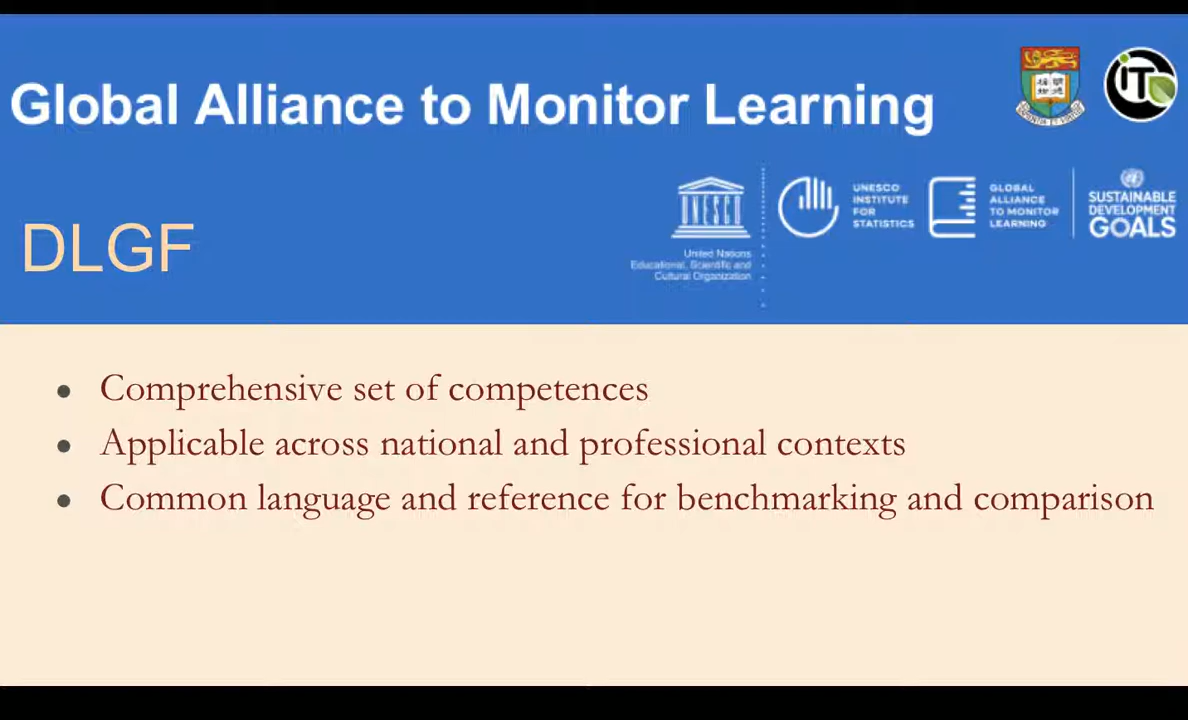 Global Alliance to Monitor Learning
iT
DLGF
UNESCO
United Nations
Educational, Scientific and
Cultural Organization
UNESCO
INSTITUTE
FOR
STATISTICS
GLOBAL
ALLIANCE
TO MONITOR
LEARNING
SUSTAINABLE
DEVELOPMENT
GOALS
• Comprehensive set of competences
• Applicable across national and professional contexts
• Common language and reference for benchmarking and comparison